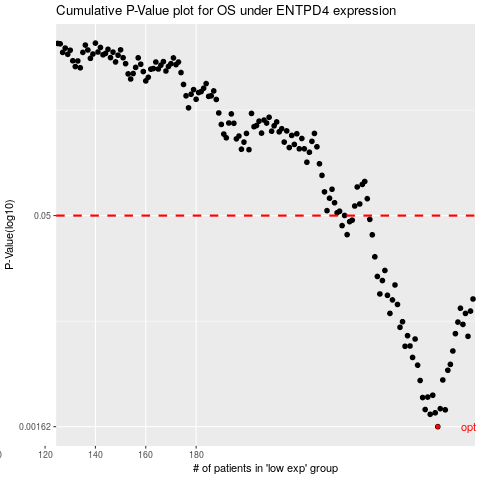 Cumulative P-Value plot for OS under ENTPD4 expression
P-Value(log10)
0.05
0.00162
opt
0
120
140
160
180
# of patients in 'low exp' group